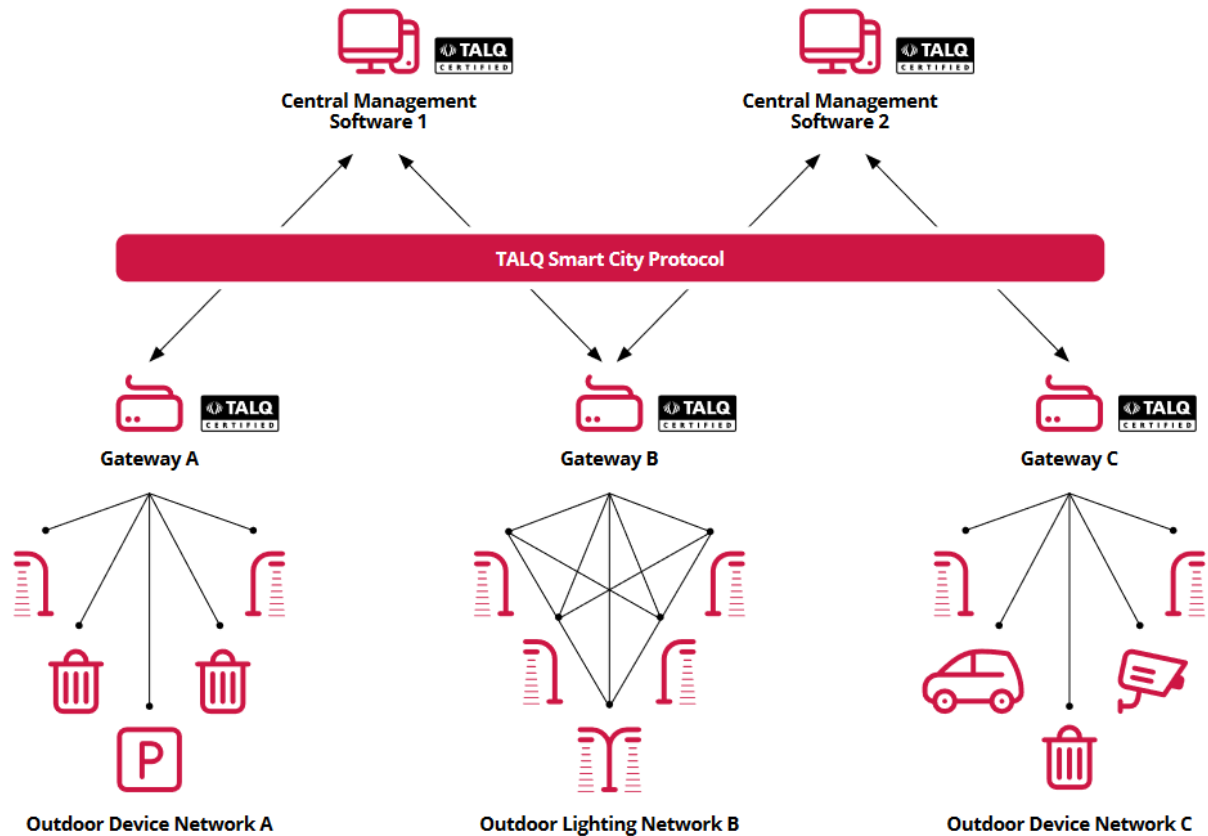 TALQ
CERTIFIED
TALQ
CERTIFIED
Central Management
Software 1
Central Management
Software 2
TALQ Smart City Protocol
TALQ
CERTIFIED
TALQ
CERTIFIED
TALQ
CERTIFIED
Gateway A
Gateway B
Gateway C
P
Outdoor Device Network A
Outdoor Lighting Network B
Outdoor Device Network C